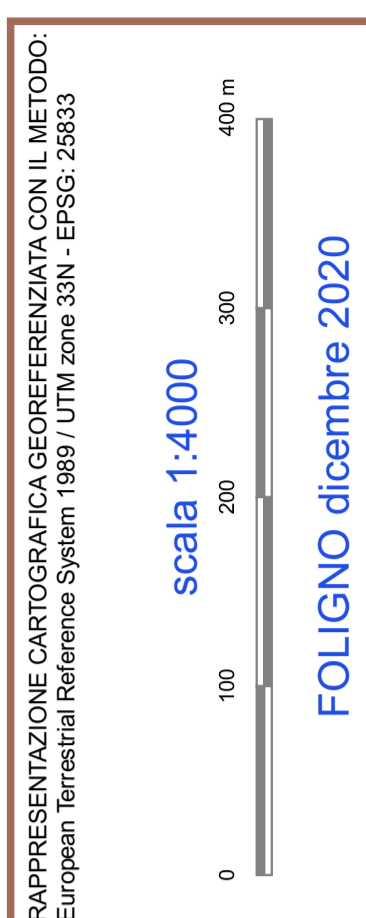 RAPPRESENTAZIONE CARTOGRAFICA GEOREFERENZIATA CON IL METODO:
European Terrestrial Reference System 1989 / UTM zone 33N - EPSG: 25833
scala 1:4000
0 100 200 300 400 m
FOLIGNO dicembre 2020